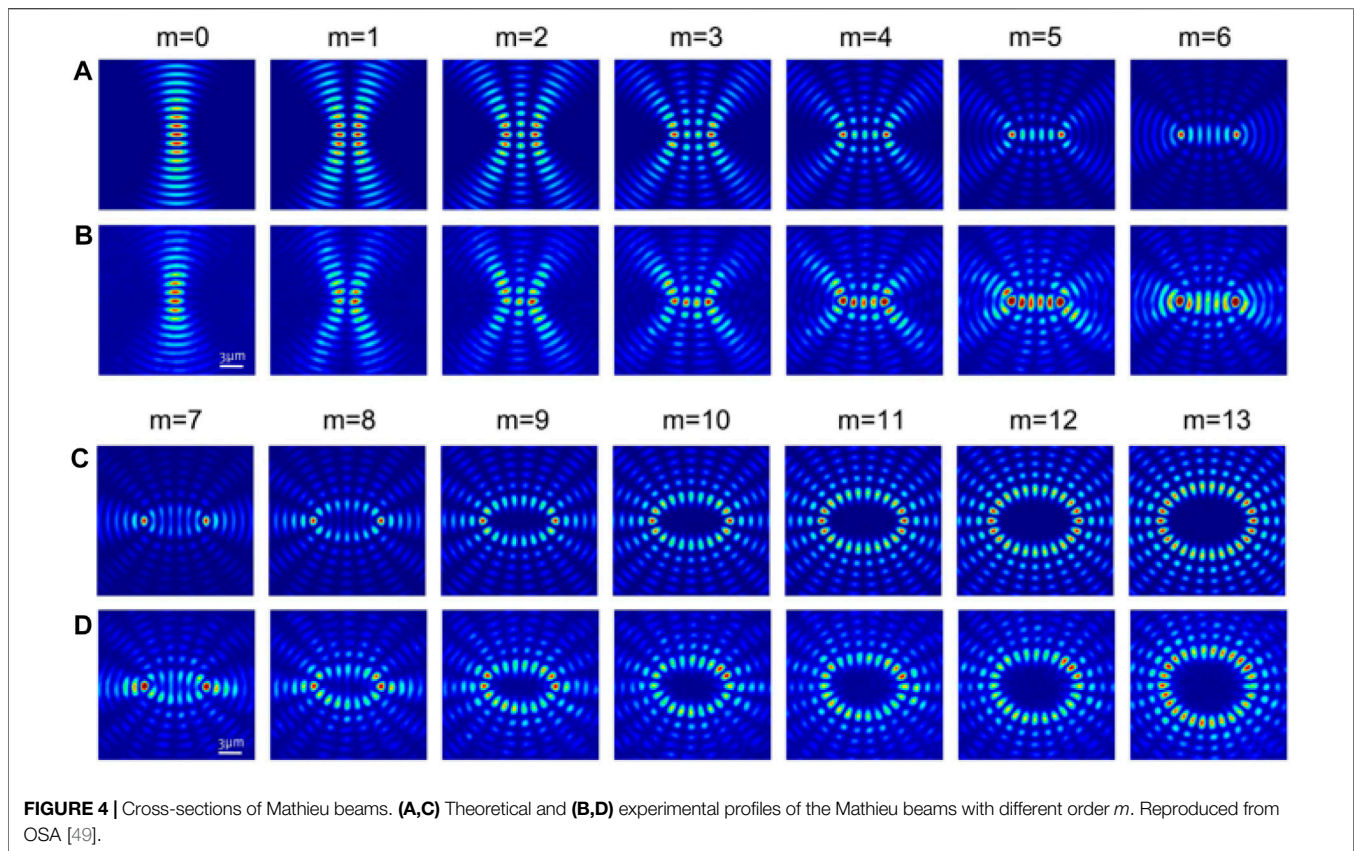 m=0 m=1 m=2 m=3 m=4 m=5 m=6
A
B
3μm
m=7 m=8 m=9 m=10 m=11 m=12 m=13
C
D
3μm
FIGURE 4 | Cross-sections of Mathieu beams. (A,C) Theoretical and (B,D) experimental profiles of the Mathieu beams with different order m. Reproduced from
OSA [49].